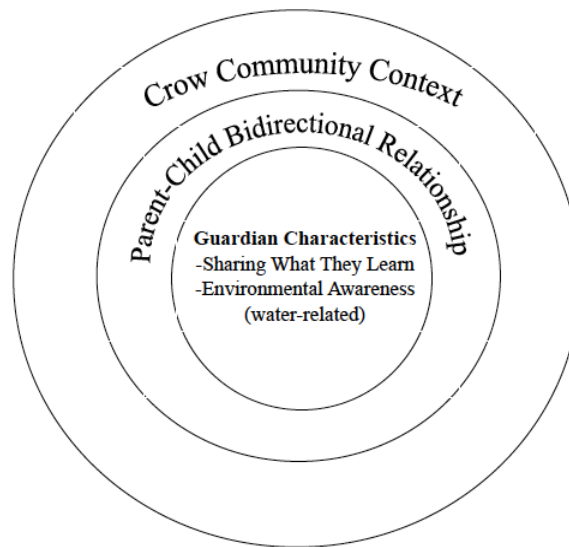 Crow Community Context
Parent-Child Bidirectional Relationship
Guardian Characteristics
-Sharing What They Learn
-Environmental Awareness
(water-related)